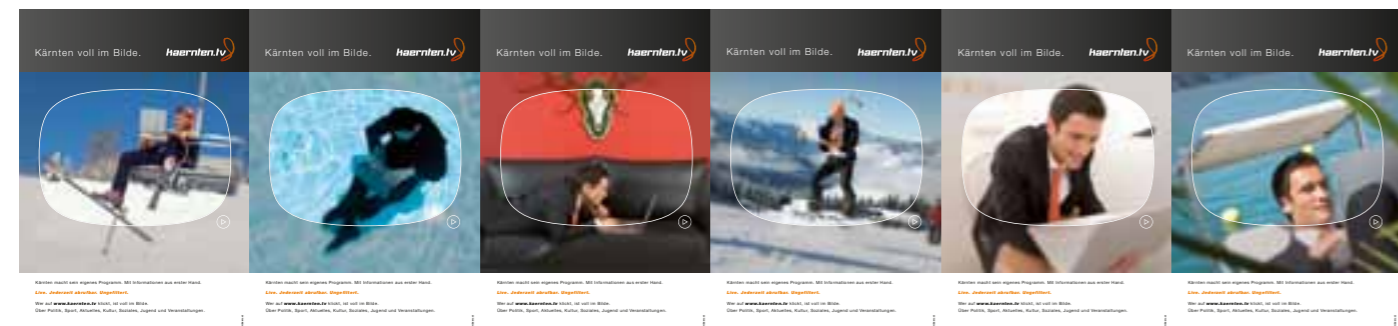 Kärnten voll im Bilde. kaernten.tv
Kärnten macht sein eigenes Programm. Mit Informationen aus erster Hand.
Live. Jederzeit abrufbar. Ungefiltert.
Wer auf www.kaernten.tv klickt, ist voll im Bilde.
Über Politik, Sport, Aktuelles, Kultur, Soziales, Jugend und Veranstaltungen.
Kärnten voll im Bilde. kaernten.tv
Kärnten macht sein eigenes Programm. Mit Informationen aus erster Hand.
Live. Jederzeit abrufbar. Ungefiltert.
Wer auf www.kaernten.tv klickt, ist voll im Bilde.
Über Politik, Sport, Aktuelles, Kultur, Soziales, Jugend und Veranstaltungen.
Kärnten voll im Bilde. kaernten.tv
Kärnten macht sein eigenes Programm. Mit Informationen aus erster Hand.
Live. Jederzeit abrufbar. Ungefiltert.
Wer auf www.kaernten.tv klickt, ist voll im Bilde.
Über Politik, Sport, Aktuelles, Kultur, Soziales, Jugend und Veranstaltungen.
Kärnten voll im Bilde. kaernten.tv
Kärnten macht sein eigenes Programm. Mit Informationen aus erster Hand.
Live. Jederzeit abrufbar. Ungefiltert.
Wer auf www.kaernten.tv klickt, ist voll im Bilde.
Über Politik, Sport, Aktuelles, Kultur, Soziales, Jugend und Veranstaltungen.
Kärnten voll im Bilde. kaernten.tv
Kärnten macht sein eigenes Programm. Mit Informationen aus erster Hand.
Live. Jederzeit abrufbar. Ungefiltert.
Wer auf www.kaernten.tv klickt, ist voll im Bilde.
Über Politik, Sport, Aktuelles, Kultur, Soziales, Jugend und Veranstaltungen.
Kärnten voll im Bilde. kaernten.tv
Kärnten macht sein eigenes Programm. Mit Informationen aus erster Hand.
Live. Jederzeit abrufbar. Ungefiltert.
Wer auf www.kaernten.tv klickt, ist voll im Bilde.
Über Politik, Sport, Aktuelles, Kultur, Soziales, Jugend und Veranstaltungen.